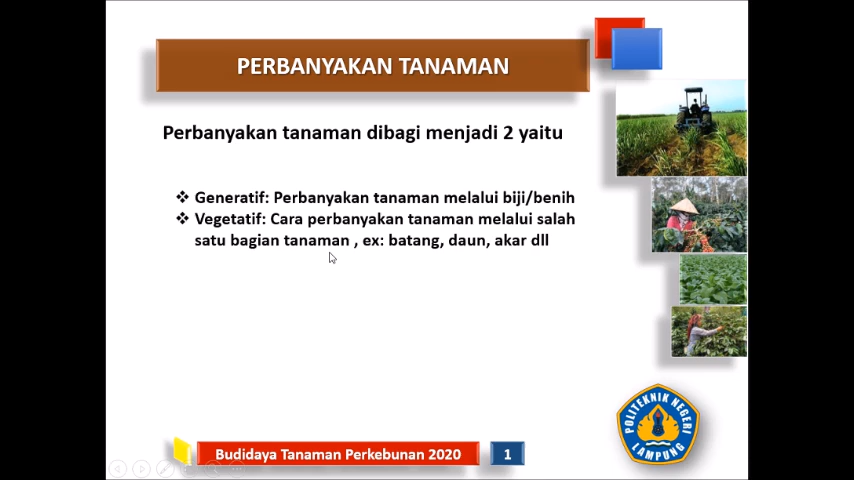 PERBANYAKAN TANAMAN
Perbanyakan tanaman dibagi menjadi 2 yaitu
❖ Generatif: Perbanyakan tanaman melalui biji/benih
❖ Vegetatif: Cara perbanyakan tanaman melalui salah
satu bagian tanaman , ex: batang, daun, akar dll
POLITEKNIK NEGERI
LAMPUNG
Budidaya Tanaman Perkebunan 2020
1